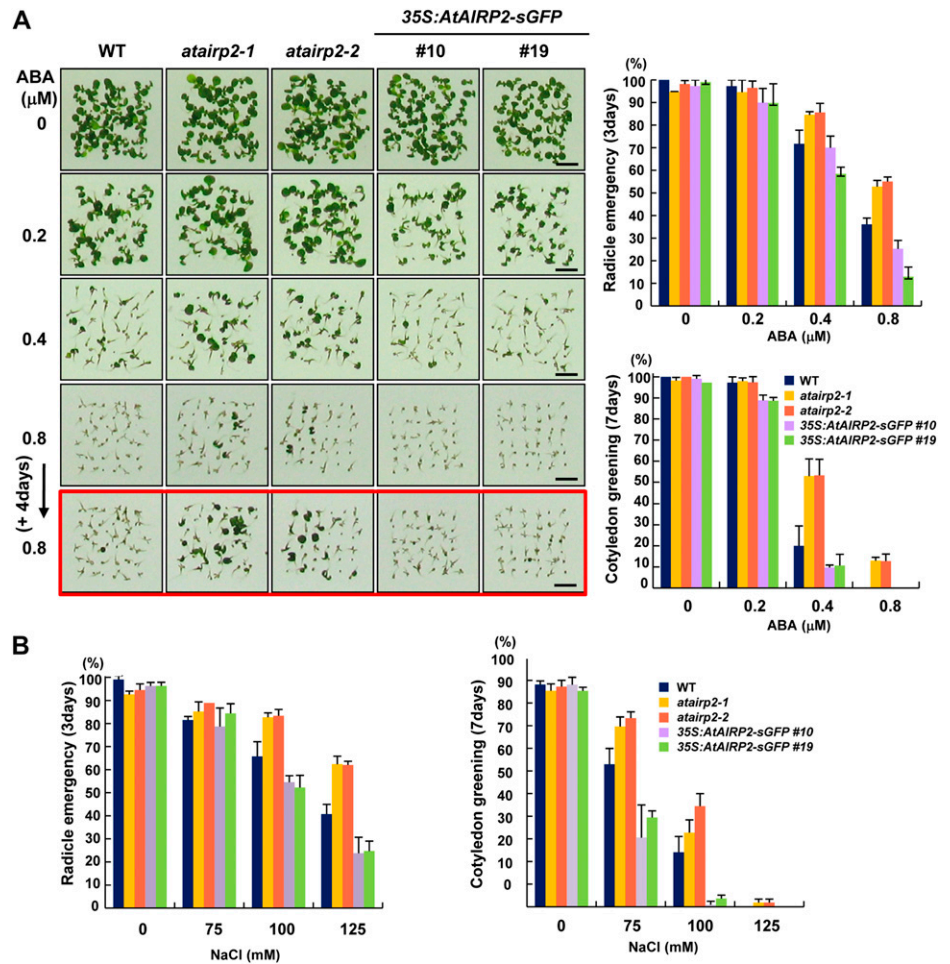 A
35S:AtAIRP2-sGFP
WT atairp2-1 atairp2-2 #10 #19
ABA
(µM)
0
0.2
0.4
0.8
(+ 4days)
0.8
(%)
Radicle emergency (3days)
100
90
80
70
60
50
40
30
20
10
0
0 0.2 0.4 0.8
ABA (µM)
(%)
Cotyledon greening (7days)
100
90
80
70
60
50
40
30
20
10
0
WT
atairp2-1
atairp2-2
35S:AtAIRP2-sGFP #10
35S:AtAIRP2-sGFP #19
0 0.2 0.4 0.8
ABA (µM)
B
(%)
Radicle emergency (3days)
100
90
80
70
60
50
40
30
20
10
0
0 75 100 125
NaCl (mM)
(%)
Cotyledon greening (7days)
100
90
80
70
60
50
40
30
20
10
0
WT
atairp2-1
atairp2-2
35S:AtAIRP2-sGFP #10
35S:AtAIRP2-sGFP #19
0 75 100 125
NaCl (mM)